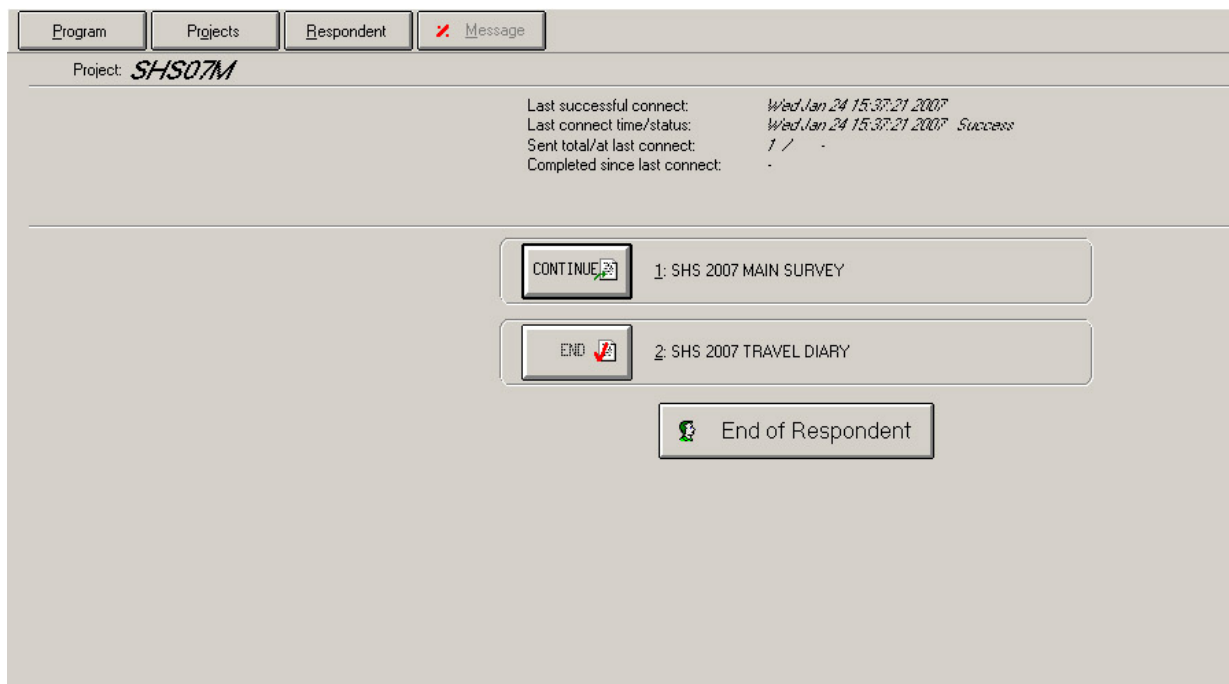 Program Projects Respondent Message
Project: SHS07M
Last successful connect: Wed Jan 24 15:37:21 2007
Last connect time/status: Wed Jan 24 15:37:21 2007 Success
Sent total/at last connect: 1 / -
Completed since last connect: -
CONTINUE 1: SHS 2007 MAIN SURVEY
END 2: SHS 2007 TRAVEL DIARY
End of Respondent